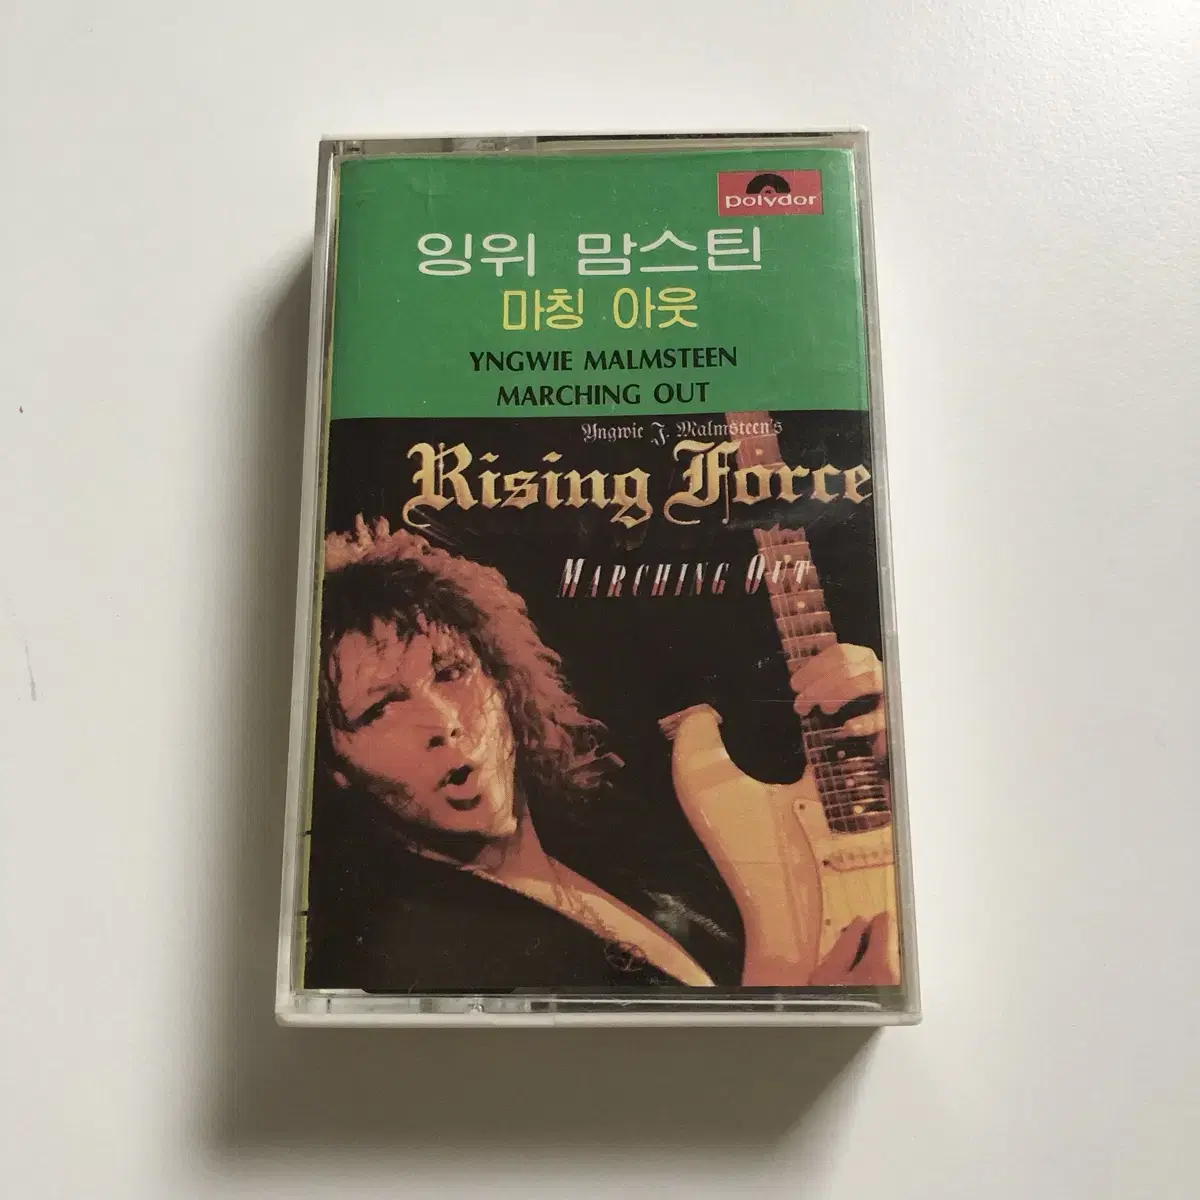 polydor
잉위 맘스틴
마칭 아웃
YNGWIE MALMSTEEN
MARCHING OUT
Yngwie J. Malmsteen's
Rising Force
MARCHING OUT